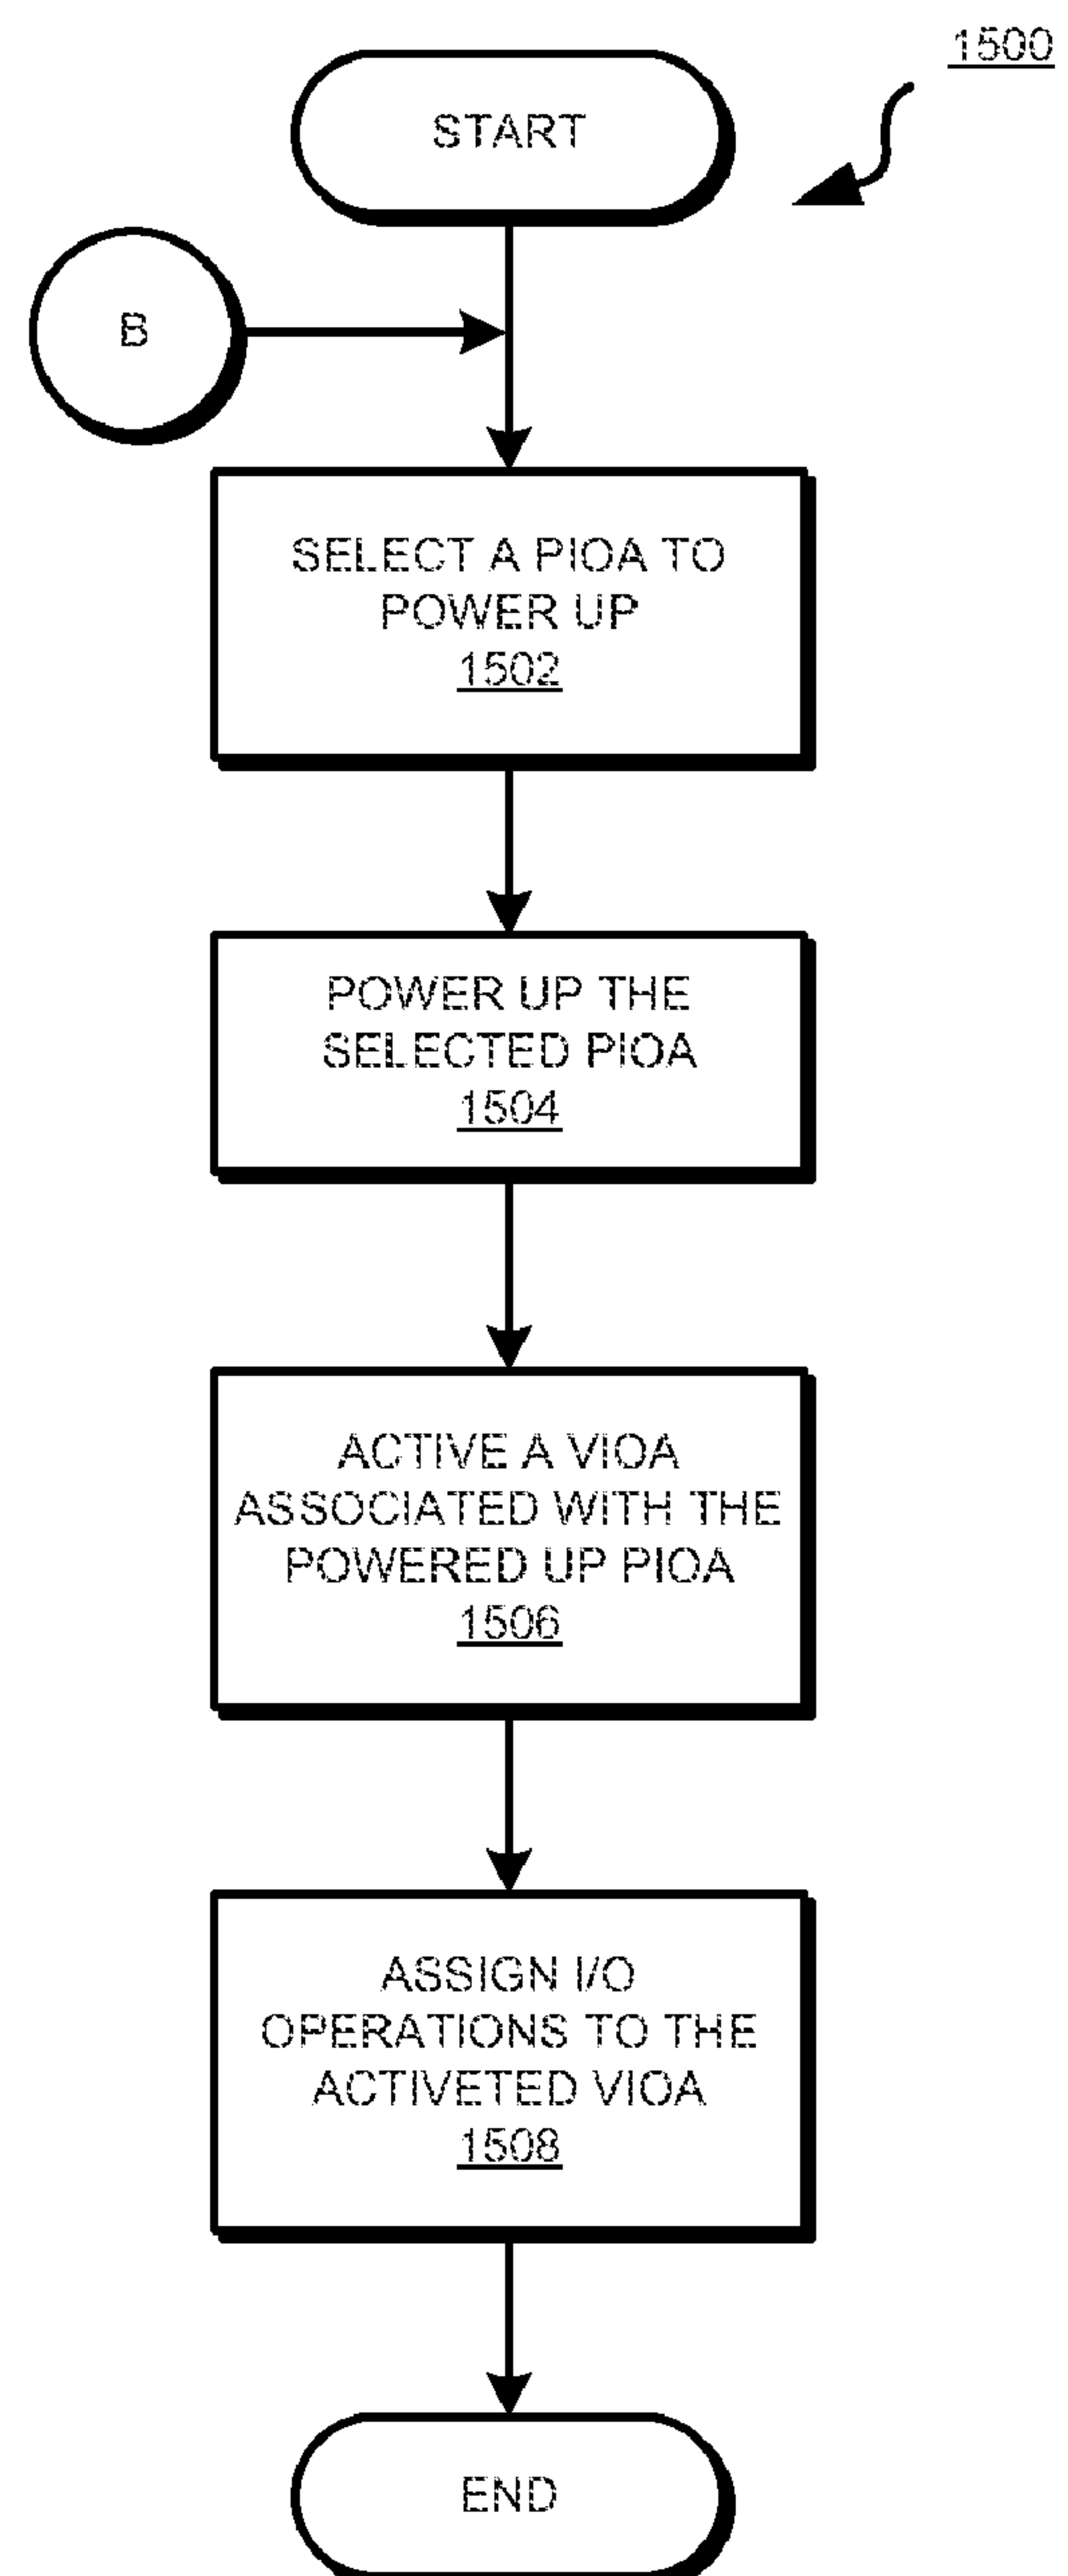 1500
START
B
SELECT A PIOA TO
POWER UP
1502
POWER UP THE
SELECTED PIOA
1504
ACTIVE A VIOA
ASSOCIATED WITH THE
POWERED UP PIOA
1506
ASSIGN I/O
OPERATIONS TO THE
ACTIVETED VIOA
1508
END